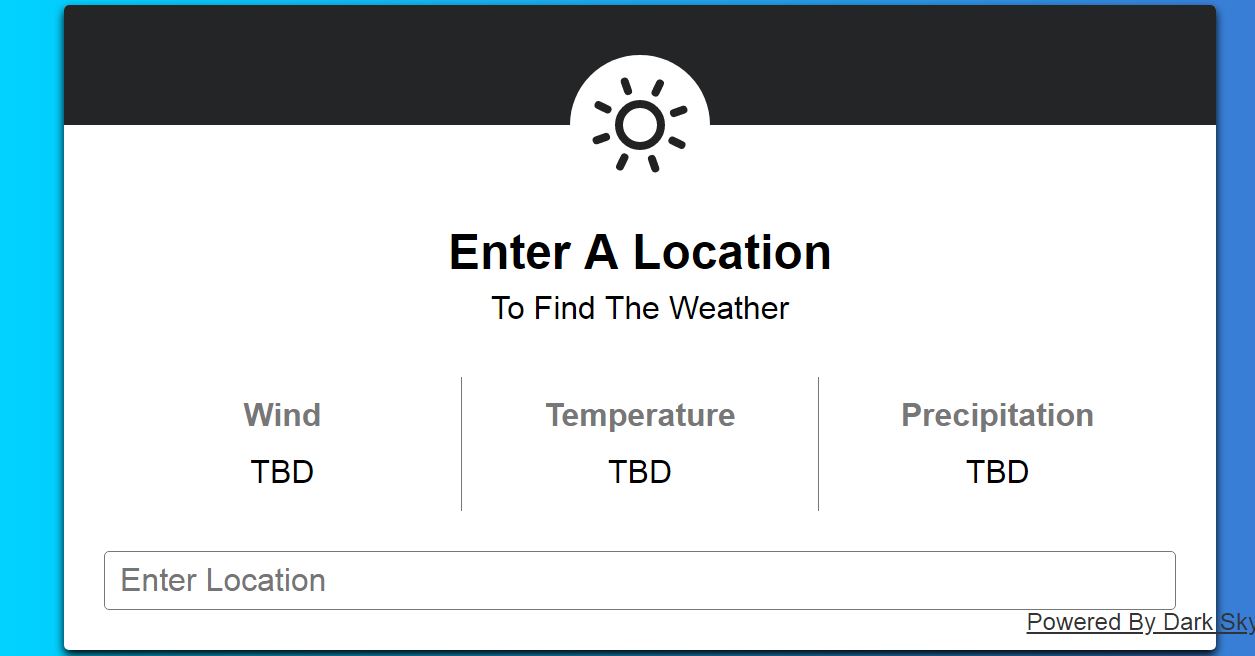 Enter A Location
To Find The Weather
Wind Temperature Precipitation
TBD TBD TBD
Enter Location
Powered By Dark Sky